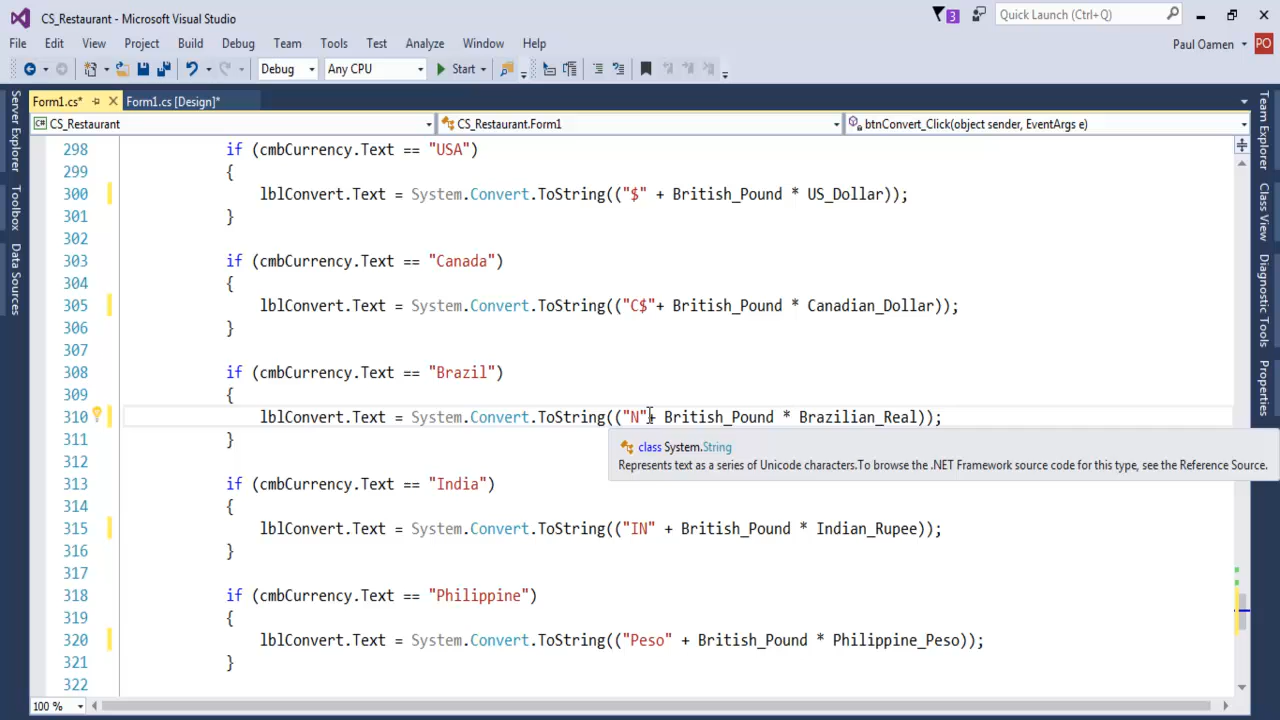 CS_Restaurant - Microsoft Visual Studio
3
Quick Launch (Ctrl+Q)
File Edit View Project Build Debug Team Tools Test Analyze Window Help
Paul Oamen PO
Debug Any CPU Start
Form1.cs* Form1.cs [Design]*
C# CS_Restaurant CS_Restaurant.Form1 btnConvert_Click(object sender, EventArgs e)
Server Explorer
Toolbox
Data Sources
298 if (cmbCurrency.Text == "USA")
299 {
300 lblConvert.Text = System.Convert.ToString(("$" + British_Pound * US_Dollar));
301 }
302
303 if (cmbCurrency.Text == "Canada")
304 {
305 lblConvert.Text = System.Convert.ToString(("C$"+ British_Pound * Canadian_Dollar));
306 }
307
308 if (cmbCurrency.Text == "Brazil")
309 {
310 lblConvert.Text = System.Convert.ToString(("N"+ British_Pound * Brazilian_Real));
311 }
class System.String
Represents text as a series of Unicode characters.To browse the .NET Framework source code for this type, see the Reference Source.
312
313 if (cmbCurrency.Text == "India")
314 {
315 lblConvert.Text = System.Convert.ToString(("IN" + British_Pound * Indian_Rupee));
316 }
317
318 if (cmbCurrency.Text == "Philippine")
319 {
320 lblConvert.Text = System.Convert.ToString(("Peso" + British_Pound * Philippine_Peso));
321 }
322
100 %
Team Explorer
Class View
Diagnostic Tools
Properties